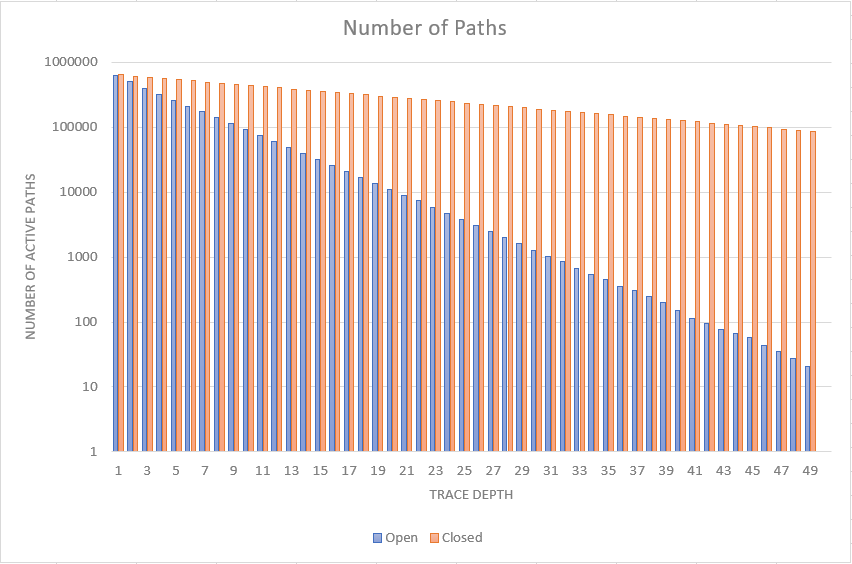 Number of Paths
1000000
100000
10000
1000
100
10
1
NUMBER OF ACTIVE PATHS
1 3 5 7 9 11 13 15 17 19 21 23 25 27 29 31 33 35 37 39 41 43 45 47 49
TRACE DEPTH
Open Closed